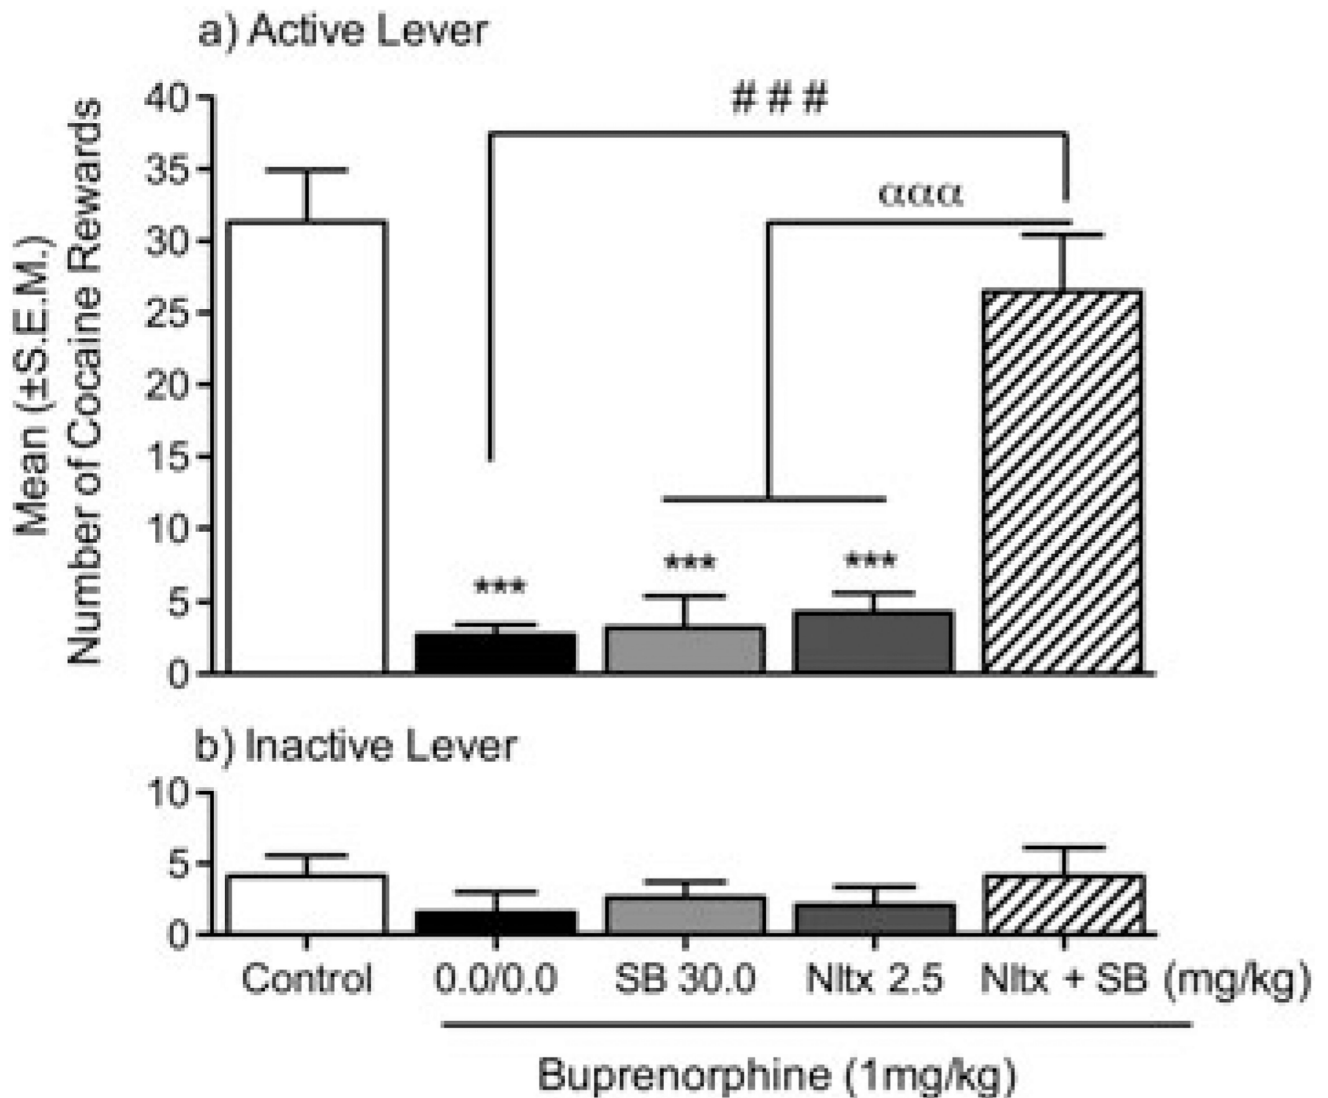 a) Active Lever
Mean (±S.E.M.)
Number of Cocaine Rewards
40
35
30
25
20
15
10
5
0
# # #
ααα
***
***
***
b) Inactive Lever
10
5
0
Control 0.0/0.0 SB 30.0 Nltx 2.5 Nltx + SB (mg/kg)
Buprenorphine (1mg/kg)